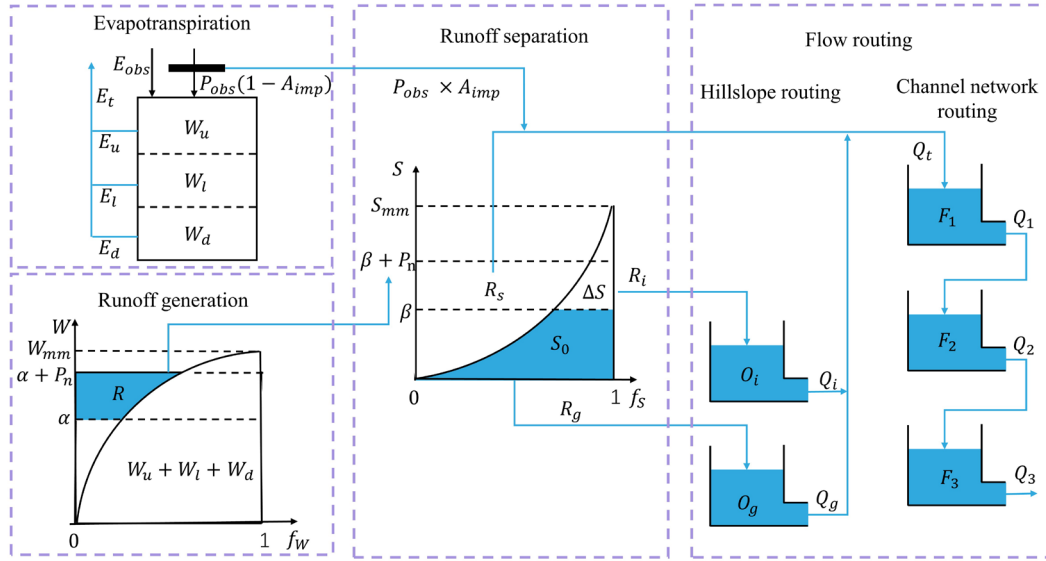 Evapotranspiration
E_obs
P_obs(1 − A_imp)
E_t
E_u
E_l
E_d
W_u
W_l
W_d
Runoff generation
W
W_mm
α + P_n
α
R
W_u + W_l + W_d
0
1
f_W
Runoff separation
P_obs × A_imp
S
S_mm
β + P_n
β
R_s
ΔS
S_0
0
1
f_S
R_i
R_g
Flow routing
Hillslope routing
Channel network
routing
O_i
Q_i
O_g
Q_g
Q_t
F_1
Q_1
F_2
Q_2
F_3
Q_3